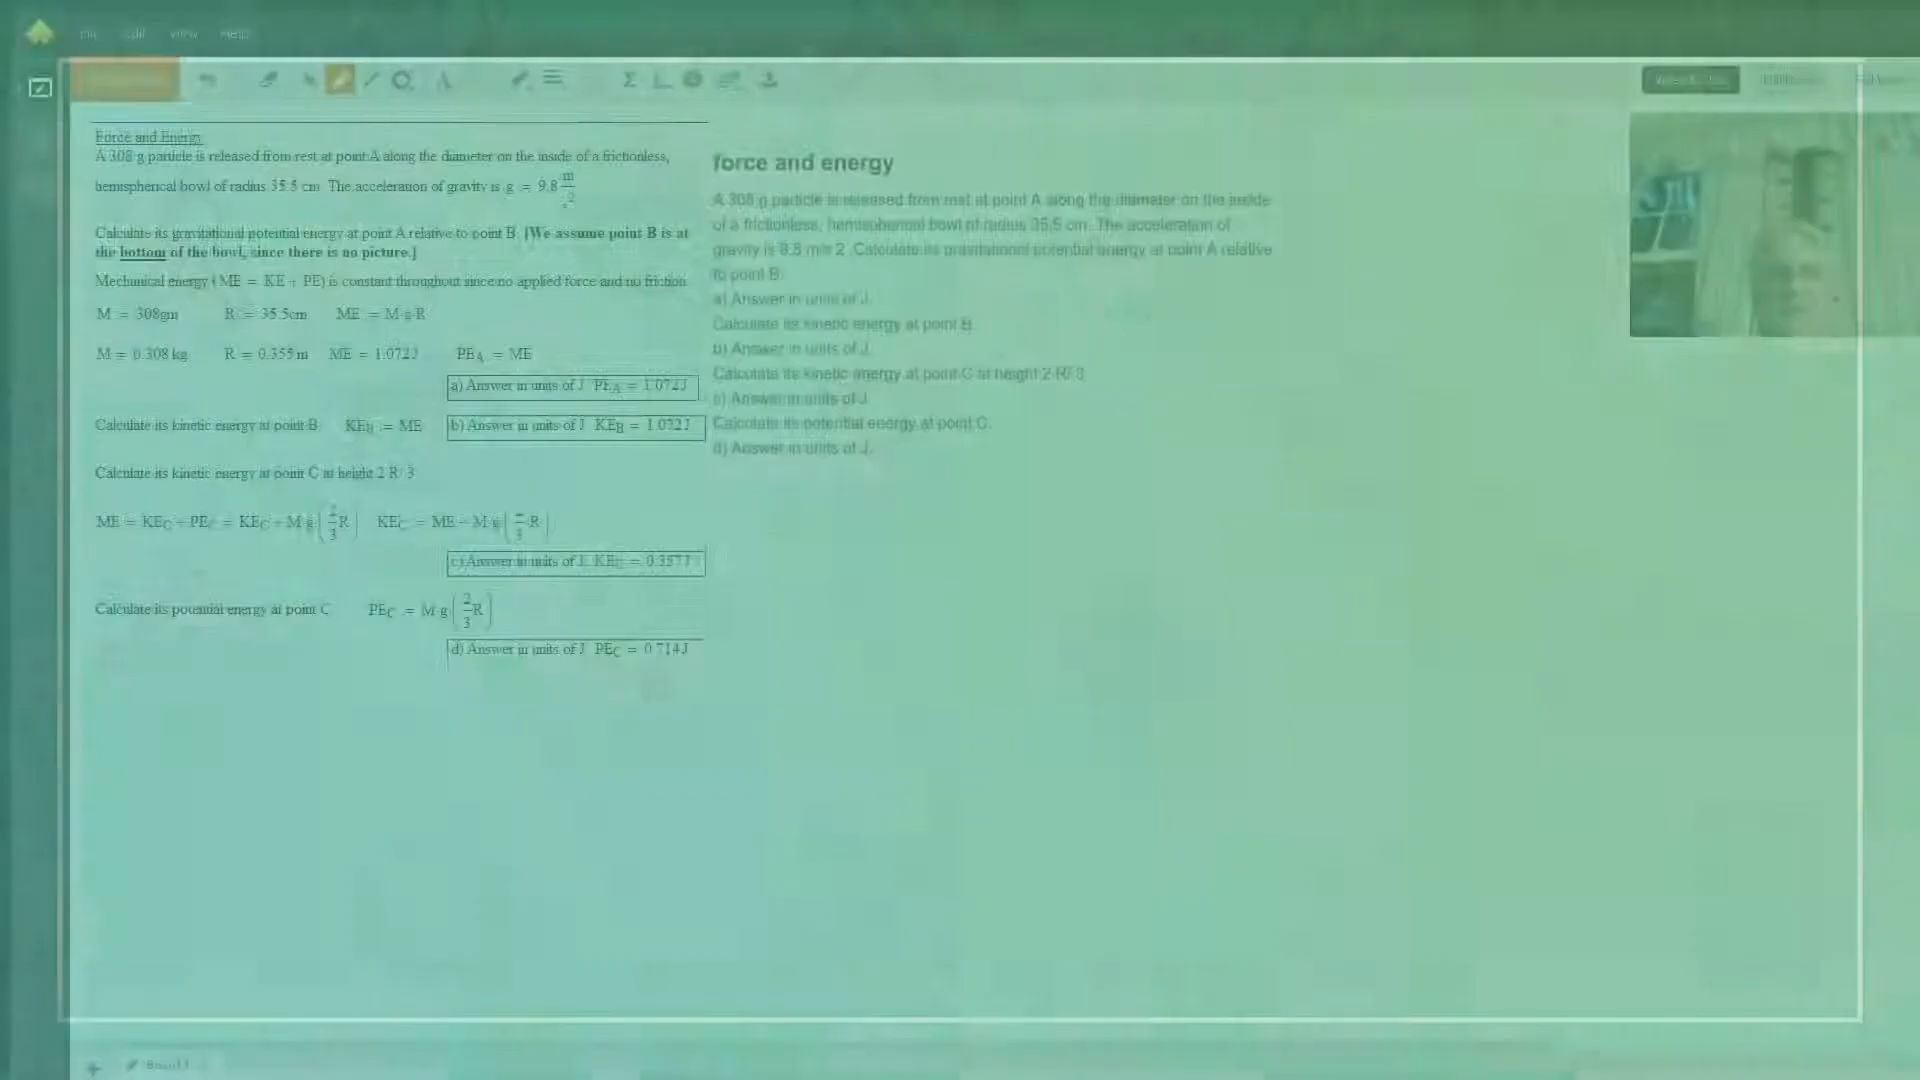 File Edit View Help
Force and Energy
A 308 g particle is released from rest at point A along the diameter on the inside of a frictionless,
hemispherical bowl of radius 35.5 cm. The acceleration of gravity is g = 9.8 m
2
Calculate its gravitational potential energy at point A relative to point B. [We assume point B is at
the bottom of the bowl, since there is no picture.]
Mechanical energy (ME = KE + PE) is constant throughout since no applied force and no friction.
M = 308gm R = 35.5cm ME = M·g·R
M = 0.308 kg R = 0.355 m ME = 1.072J PEA = ME
a) Answer in units of J PEA = 1.072J
Calculate its kinetic energy at point B. KEB = ME b) Answer in units of J KEB = 1.072J
Calculate its kinetic energy at point C at height 2 R/ 3
ME = KEC + PEC = KEC + M·g(2/3 R) KEC = ME - M·g( /3 R)
c) Answer in units of J. KEC = 0.357J
Calculate its potential energy at point C PEC = M·g(2/3 R)
d) Answer in units of J PEC = 0.714J
force and energy
A 308 g particle is released from rest at point A along the diameter on the inside
of a frictionless, hemispherical bowl of radius 35.5 cm. The acceleration of
gravity is 9.8 m/s 2 .Calculate its gravitational potential energy at point A relative
to point B.
a) Answer in units of J.
Calculate its kinetic energy at point B.
b) Answer in units of J.
Calculate its kinetic energy at point C at height 2 R/ 3
c) Answer in units of J.
Calculate its potential energy at point C.
d) Answer in units of J.
Board 1